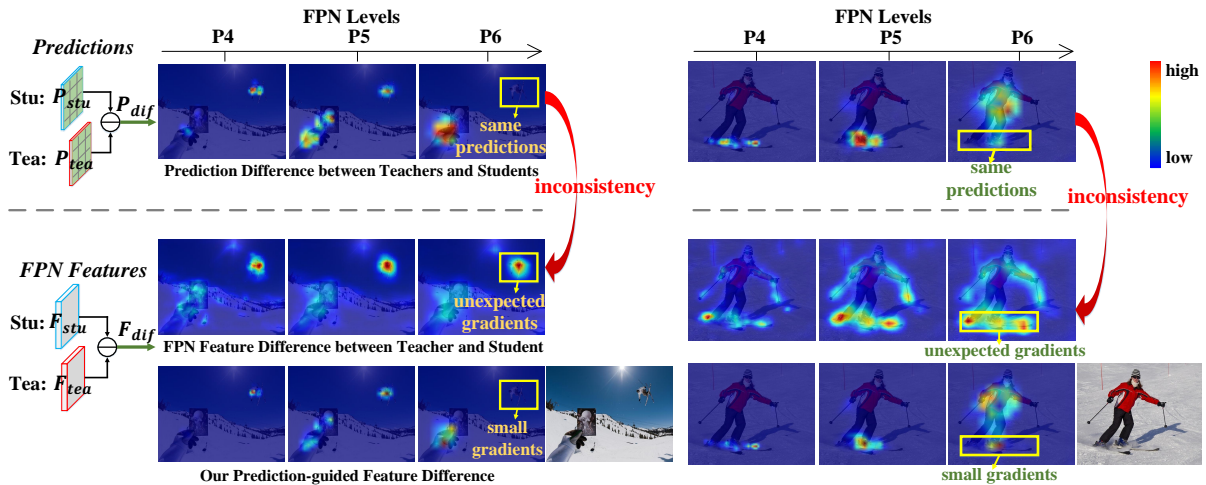 FPN Levels
P4 P5 P6
Predictions
Stu: P_stu
P_dif
Tea: P_tea
same
predictions
Prediction Difference between Teachers and Students
inconsistency
FPN Features
Stu: F_stu
F_dif
Tea: F_tea
unexpected
gradients
FPN Feature Difference between Teacher and Student
small
gradients
Our Prediction-guided Feature Difference
FPN Levels
P4 P5 P6
high
low
same
predictions
inconsistency
unexpected gradients
small gradients